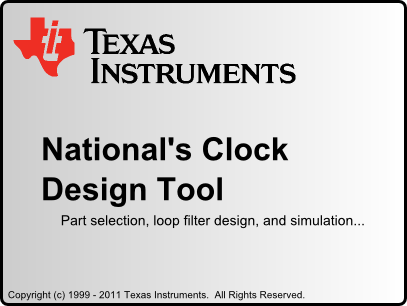 TEXAS
INSTRUMENTS
National's Clock
Design Tool
Part selection, loop filter design, and simulation...
Copyright (c) 1999 - 2011 Texas Instruments.  All Rights Reserved.